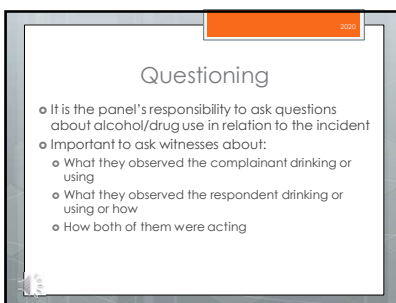 2020
Questioning
It is the panel's responsibility to ask questions
about alcohol/drug use in relation to the incident
Important to ask witnesses about:
What they observed the complainant drinking or
using
What they observed the respondent drinking or
using or how
How both of them were acting